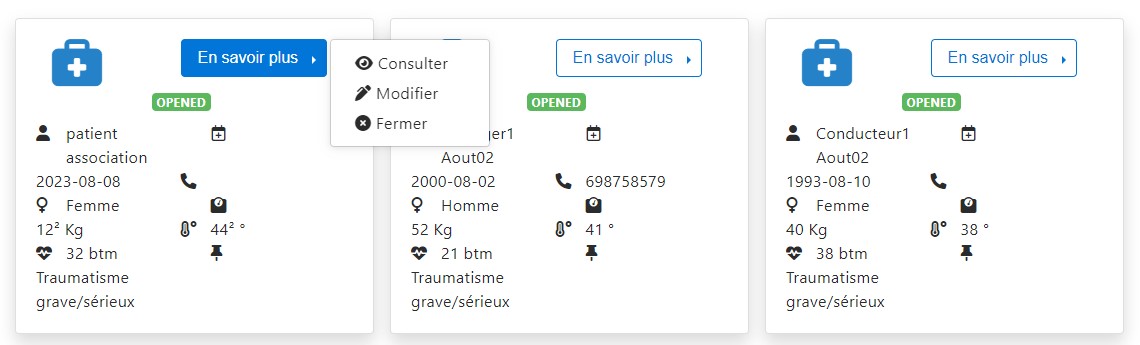 En savoir plus
OPENED
patient
association
2023-08-08
Femme
12² Kg
44² °
32 btm
Traumatisme
grave/sérieux
Consulter
Modifier
Fermer
En savoir plus
OPENED
Aout02
2000-08-02
698758579
Homme
52 Kg
41 °
21 btm
Traumatisme
grave/sérieux
En savoir plus
OPENED
Conducteur1
Aout02
1993-08-10
Femme
40 Kg
38 °
38 btm
Traumatisme
grave/sérieux